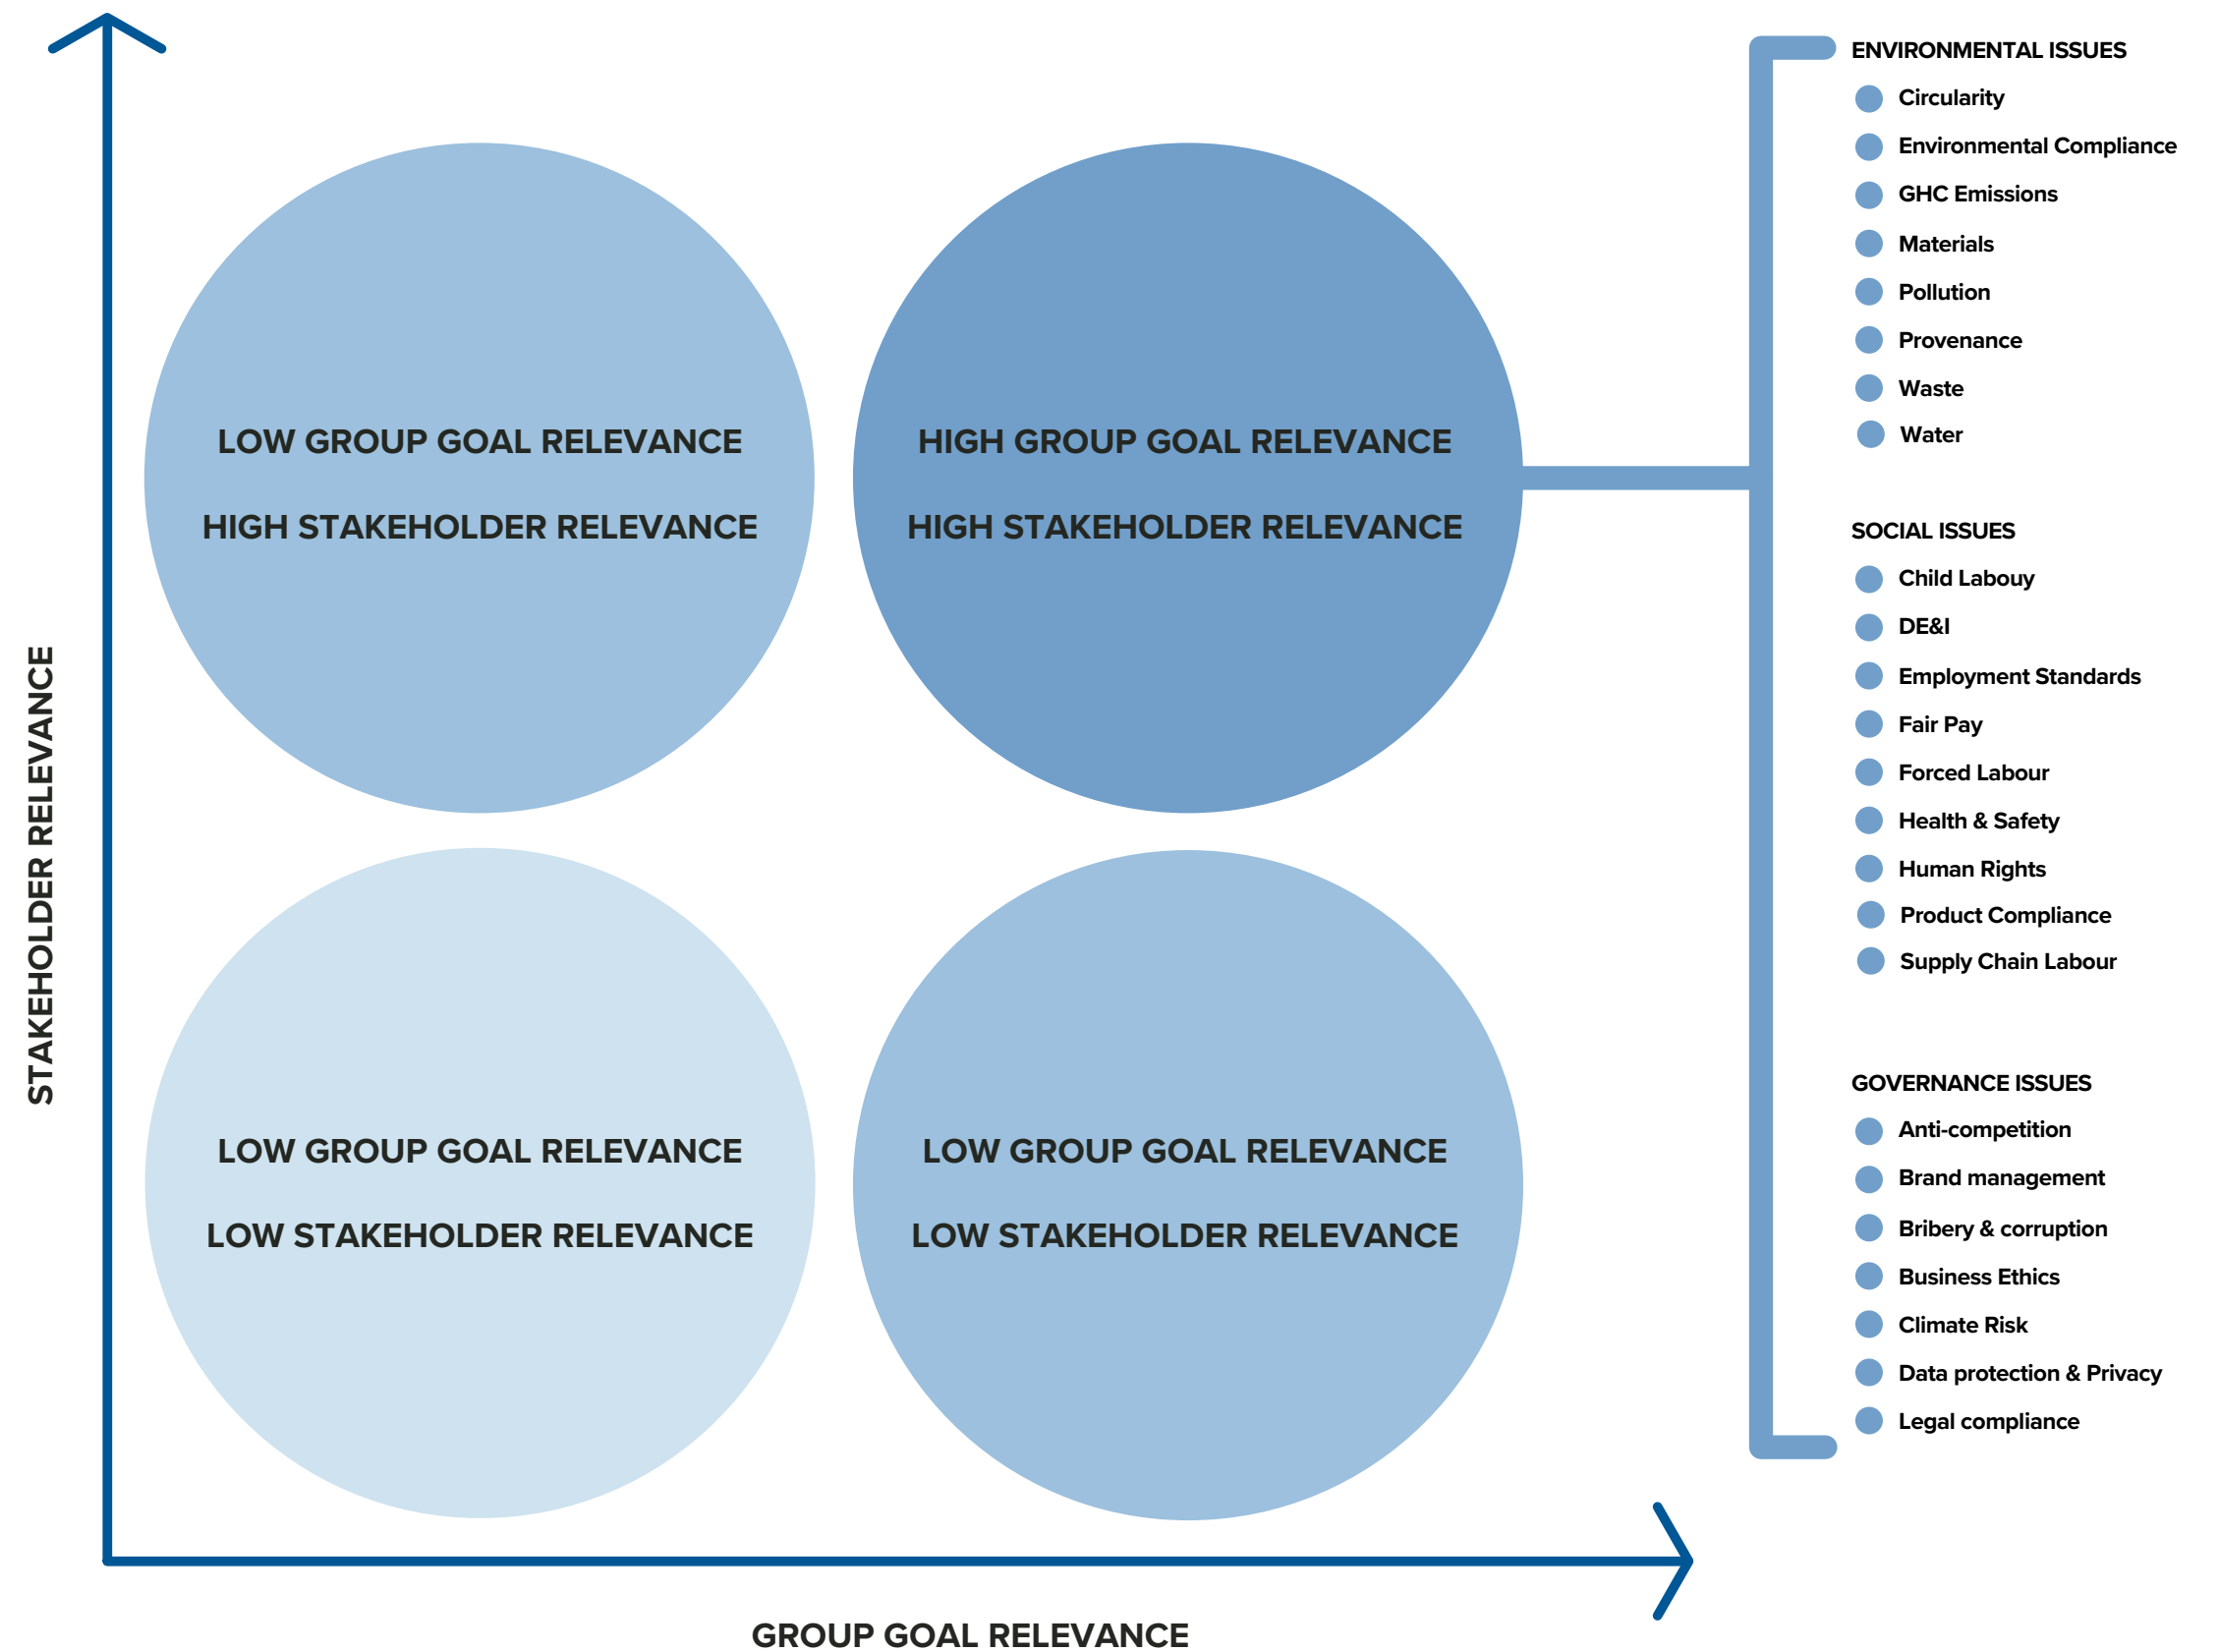 STAKEHOLDER RELEVANCE
LOW GROUP GOAL RELEVANCE
HIGH STAKEHOLDER RELEVANCE
HIGH GROUP GOAL RELEVANCE
HIGH STAKEHOLDER RELEVANCE
LOW GROUP GOAL RELEVANCE
LOW STAKEHOLDER RELEVANCE
LOW GROUP GOAL RELEVANCE
LOW STAKEHOLDER RELEVANCE
GROUP GOAL RELEVANCE
ENVIRONMENTAL ISSUES
Circularity
Environmental Compliance
GHC Emissions
Materials
Pollution
Provenance
Waste
Water
SOCIAL ISSUES
Child Labouy
DE&I
Employment Standards
Fair Pay
Forced Labour
Health & Safety
Human Rights
Product Compliance
Supply Chain Labour
GOVERNANCE ISSUES
Anti-competition
Brand management
Bribery & corruption
Business Ethics
Climate Risk
Data protection & Privacy
Legal compliance